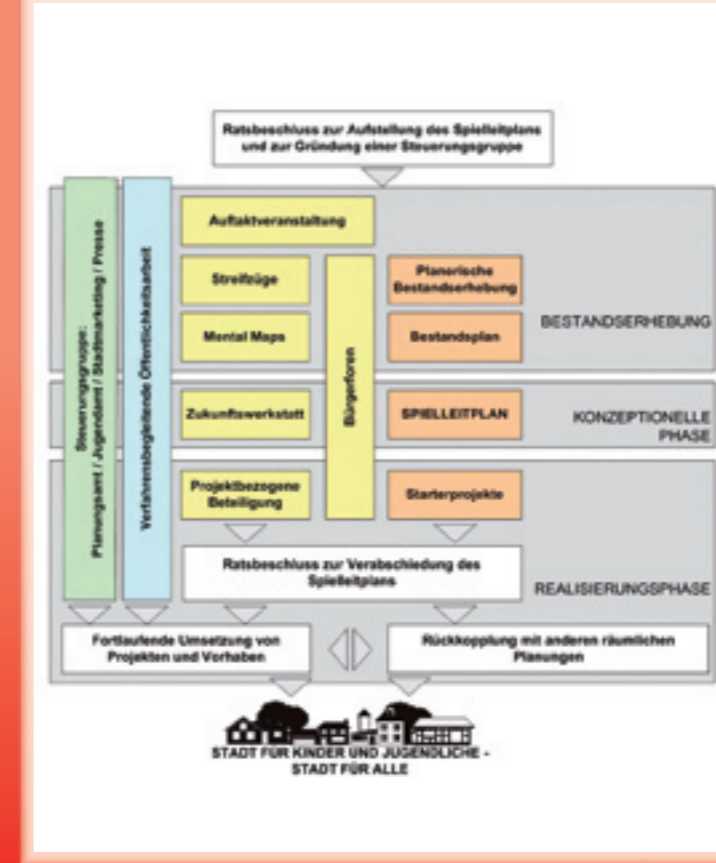 Ratsbeschluss zur Aufstellung des Spielleitplans
und zur Gründung einer Steuerungsgruppe
Steuerungsgruppe:
Planungsamt / Jugendamt / Stadtmarketing / Presse
Verfahrensbegleitende Öffentlichkeitsarbeit
Auftaktveranstaltung
Streifzüge
Mental Maps
Bürgerforen
Planerische
Bestandserhebung
Bestandsplan
BESTANDSERHEBUNG
Zukunftswerkstatt
SPIELLEITPLAN
KONZEPTIONELLE
PHASE
Projektbezogene
Beteiligung
Starterprojekte
Ratsbeschluss zur Verabschiedung des
Spielleitplans
REALISIERUNGSPHASE
Fortlaufende Umsetzung von
Projekten und Vorhaben
Rückkopplung mit anderen räumlichen
Planungen
STADT FÜR KINDER UND JUGENDLICHE -
STADT FÜR ALLE